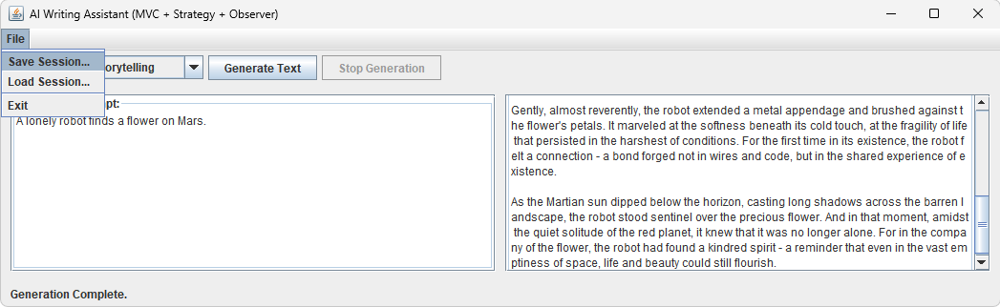 AI Writing Assistant (MVC + Strategy + Observer)
File
Save Session...
Load Session...
Exit
orytelling
Generate Text
Stop Generation
pt:
A lonely robot finds a flower on Mars.
Gently, almost reverently, the robot extended a metal appendage and brushed against t
he flower's petals. It marveled at the softness beneath its cold touch, at the fragility of life
that persisted in the harshest of conditions. For the first time in its existence, the robot f
elt a connection - a bond forged not in wires and code, but in the shared experience of e
xistence.
As the Martian sun dipped below the horizon, casting long shadows across the barren l
andscape, the robot stood sentinel over the precious flower. And in that moment, amidst
the quiet solitude of the red planet, it knew that it was no longer alone. For in the compa
ny of the flower, the robot had found a kindred spirit - a reminder that even in the vast em
ptiness of space, life and beauty could still flourish.
Generation Complete.